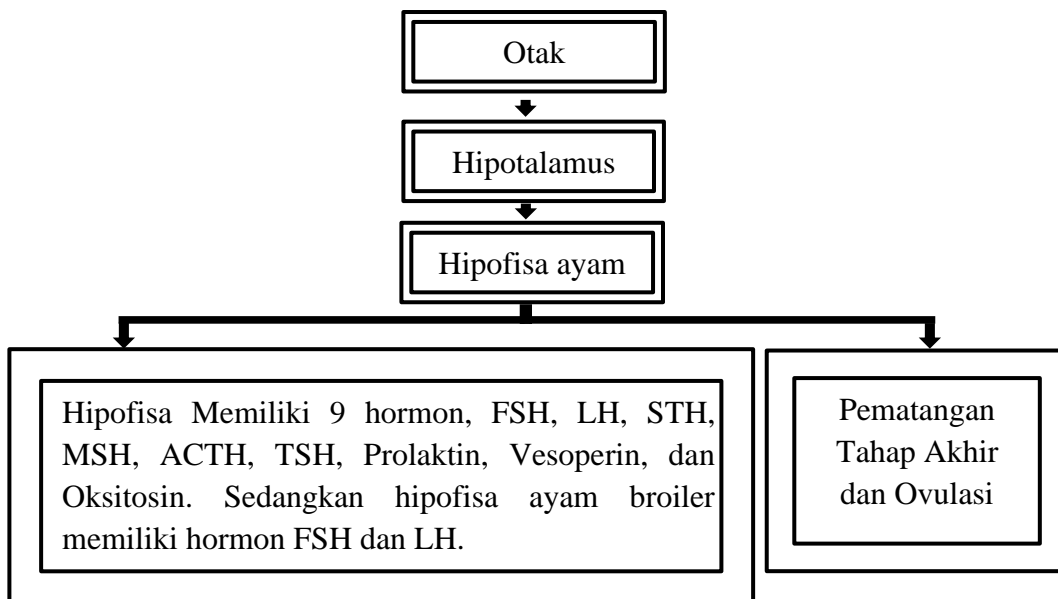 Otak
Hipotalamus
Hipofisa ayam
Hipofisa Memiliki 9 hormon, FSH, LH, STH,
MSH, ACTH, TSH, Prolaktin, Vesoperin, dan
Oksitosin. Sedangkan hipofisa ayam broiler
memiliki hormon FSH dan LH.
Pematangan
Tahap Akhir
dan Ovulasi